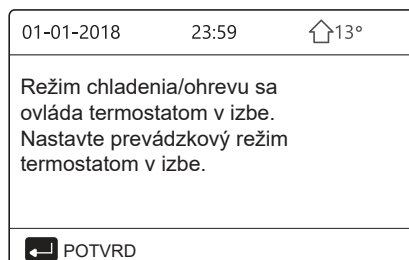 01-01-2018 23:59 13°
Režim chladenia/ohrevu sa
ovláda termostatom v izbe.
Nastavte prevádzkový režim
termostatom v izbe.
POTVRD